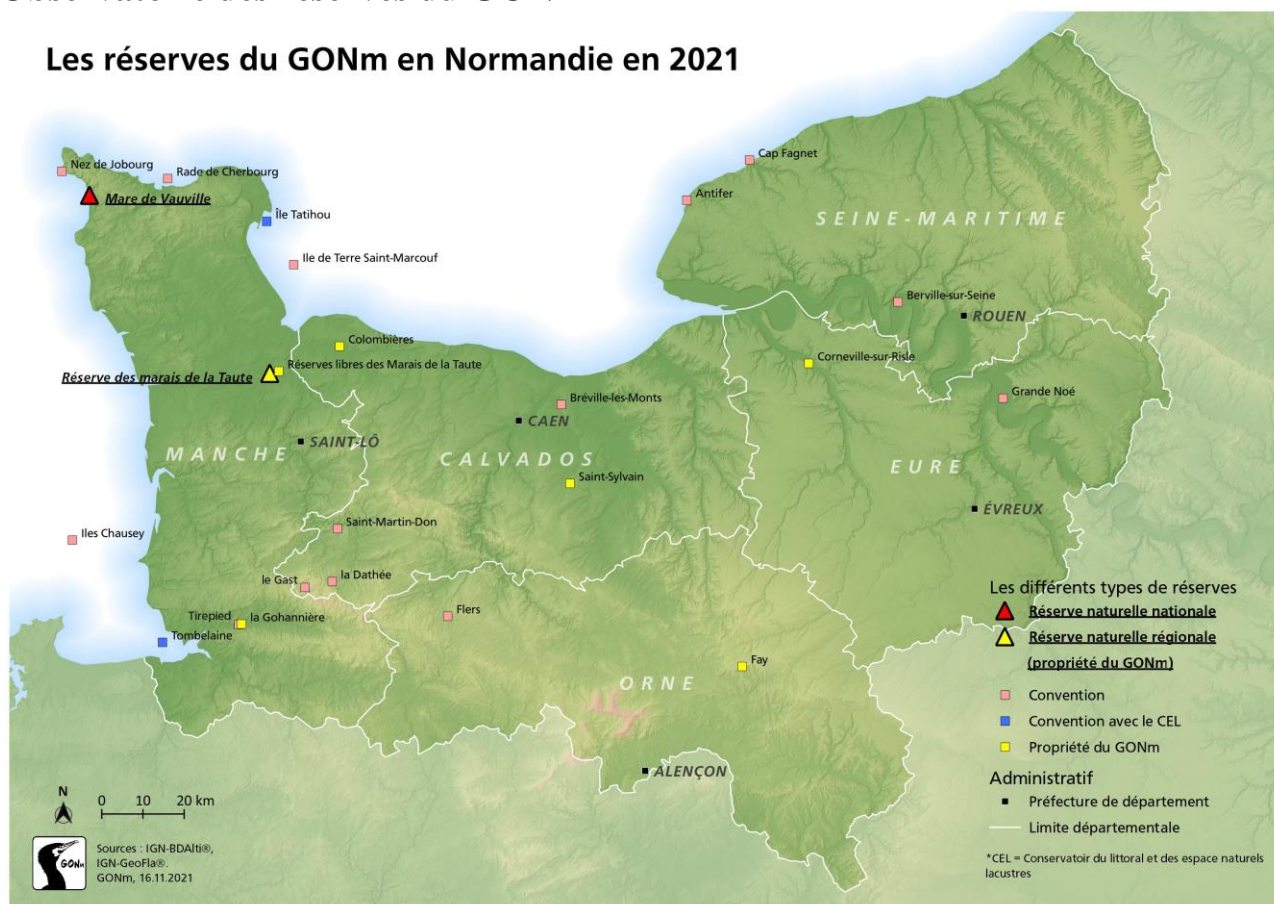 Les réserves du GONm en Normandie en 2021
Cap Fagnet
Nez de Jobourg
Rade de Cherbourg
Mare de Vauville
Antifer
Île Tatihou
SEINE-MARITIME
Ile de Terre Saint-Marcouf
Berville-sur-Seine
ROUEN
Colombières
Réserves libres des Marais de la Taute
Corneville-sur-Risle
Réserve des marais de la Taute
Grande Noé
Bréville-les-Monts
CAEN
SAINT-LÔ
MANCHE
CALVADOS
EURE
Saint-Sylvain
ÉVREUX
Saint-Martin-Don
Iles Chausey
la Dathée
le Gast
Flers
Tirepied
la Gohannière
Tombelaine
Fay
ORNE
ALENÇON
Les différents types de réserves
Réserve naturelle nationale
Réserve naturelle régionale
(propriété du GONm)
Convention
Convention avec le CEL
Propriété du GONm
Administratif
Préfecture de département
Limite départementale
*CEL = Conservatoir du littoral et des espace naturels
lacustres
N
0 10 20 km
GONm
Sources : IGN-BDAlti®,
IGN-GeoFla®.
GONm, 16.11.2021